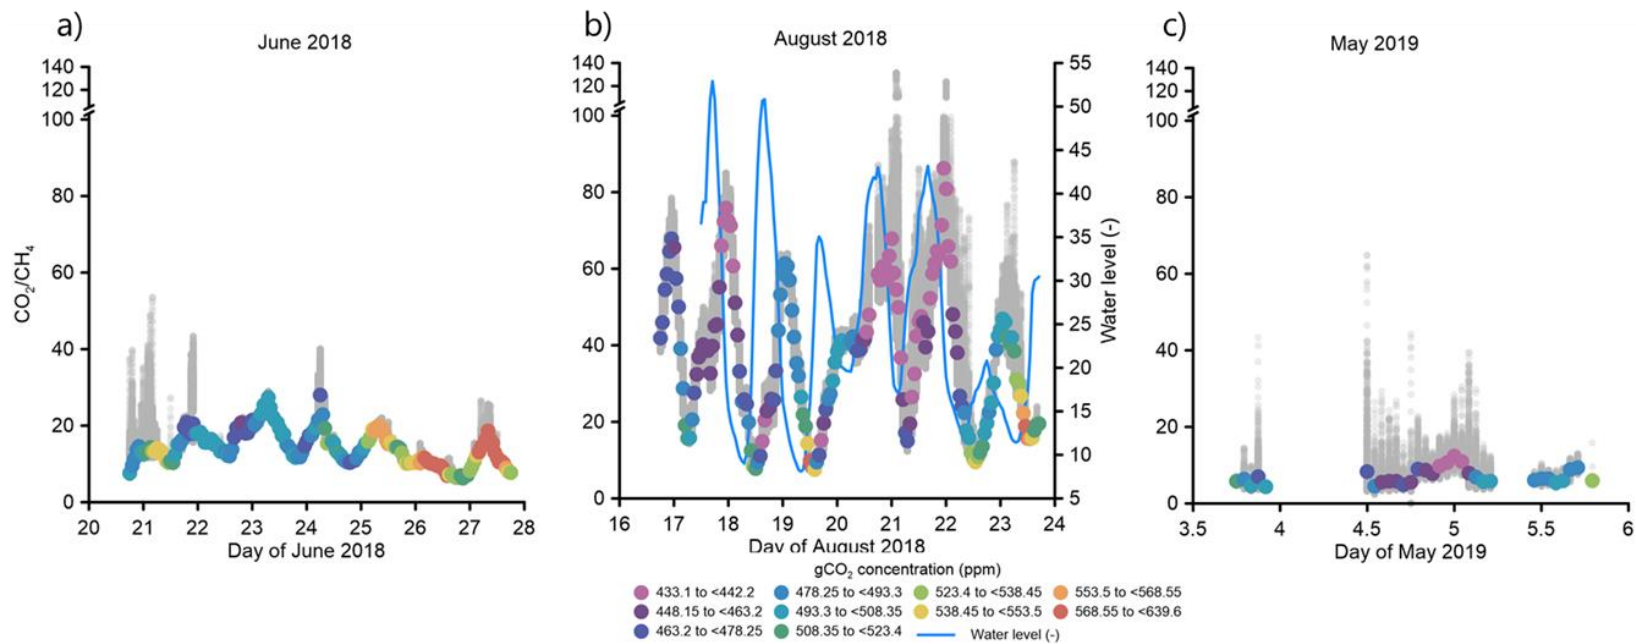 a)
June 2018
140
120
100
80
60
40
20
0
CO₂/CH₄
20 21 22 23 24 25 26 27 28
Day of June 2018
b)
August 2018
140
120
100
80
60
40
20
0
55
50
45
40
35
30
25
20
15
10
5
Water level (-)
16 17 18 19 20 21 22 23 24
Day of August 2018
c)
May 2019
140
120
100
80
60
40
20
0
3.5 4 4.5 5 5.5 6
Day of May 2019
gCO₂ concentration (ppm)
433.1 to <442.2 478.25 to <493.3 523.4 to <538.45 553.5 to <568.55
448.15 to <463.2 493.3 to <508.35 538.45 to <553.5 568.55 to <639.6
463.2 to <478.25 508.35 to <523.4 Water level (-)